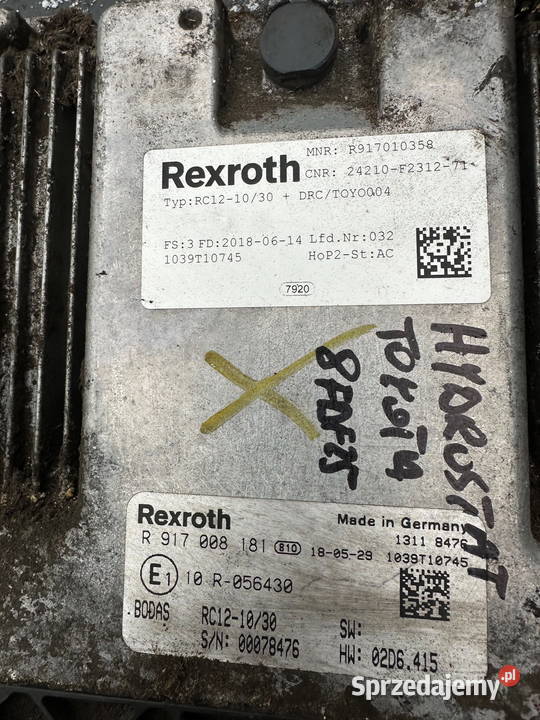 Rexroth
MNR: R917010358
CNR: 24210-F2312-71
Typ:RC12-10/30 + DRC/TOYO004
FS:3 FD:2018-06-14 Lfd.Nr:032
1039T10745 HoP2-St:AC
7920
HYDROSTAT
TOYOTA
8FDF25
Rexroth
Made in Germany
R 917 008 181 810 18-05-29
1311 8476
1039T10745
E1 10 R-056430
BODAS RC12-10/30 SW:
S/N: 00078476 HW: 02D6.415
Sprzedajemy.pl